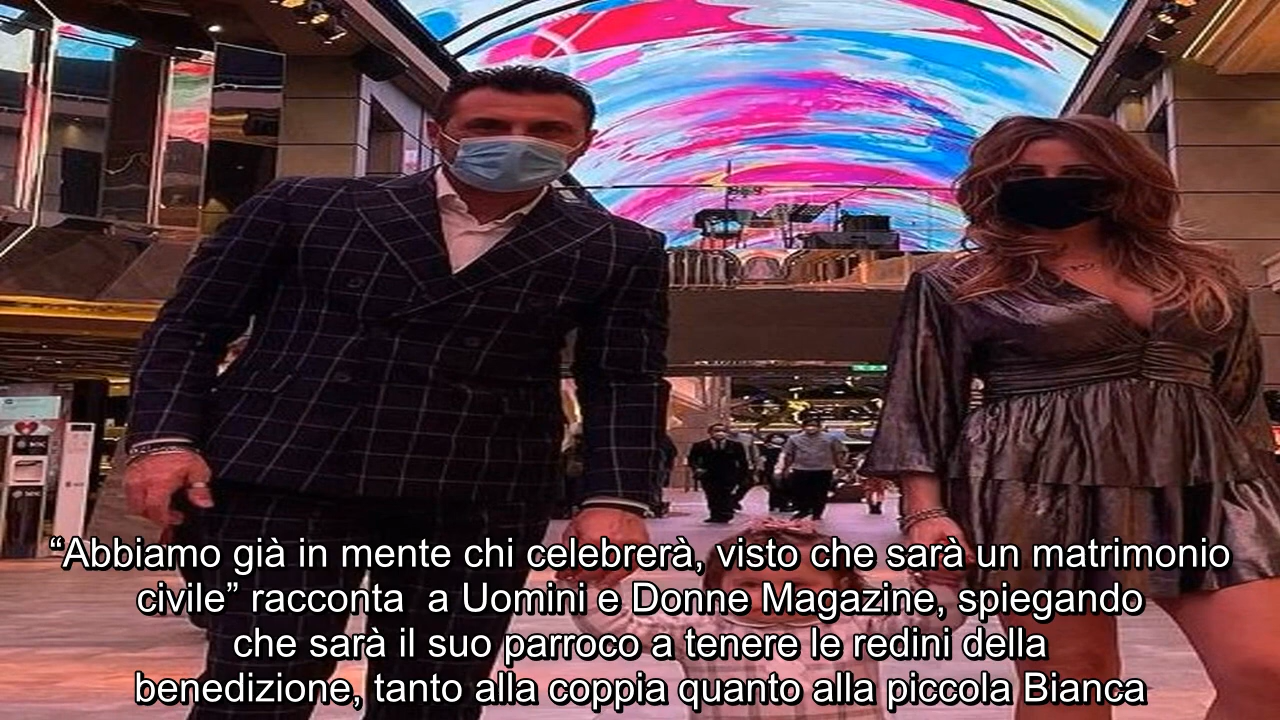 “Abbiamo già in mente chi celebrerà, visto che sarà un matrimonio
civile” racconta  a Uomini e Donne Magazine, spiegando
che sarà il suo parroco a tenere le redini della
benedizione, tanto alla coppia quanto alla piccola Bianca